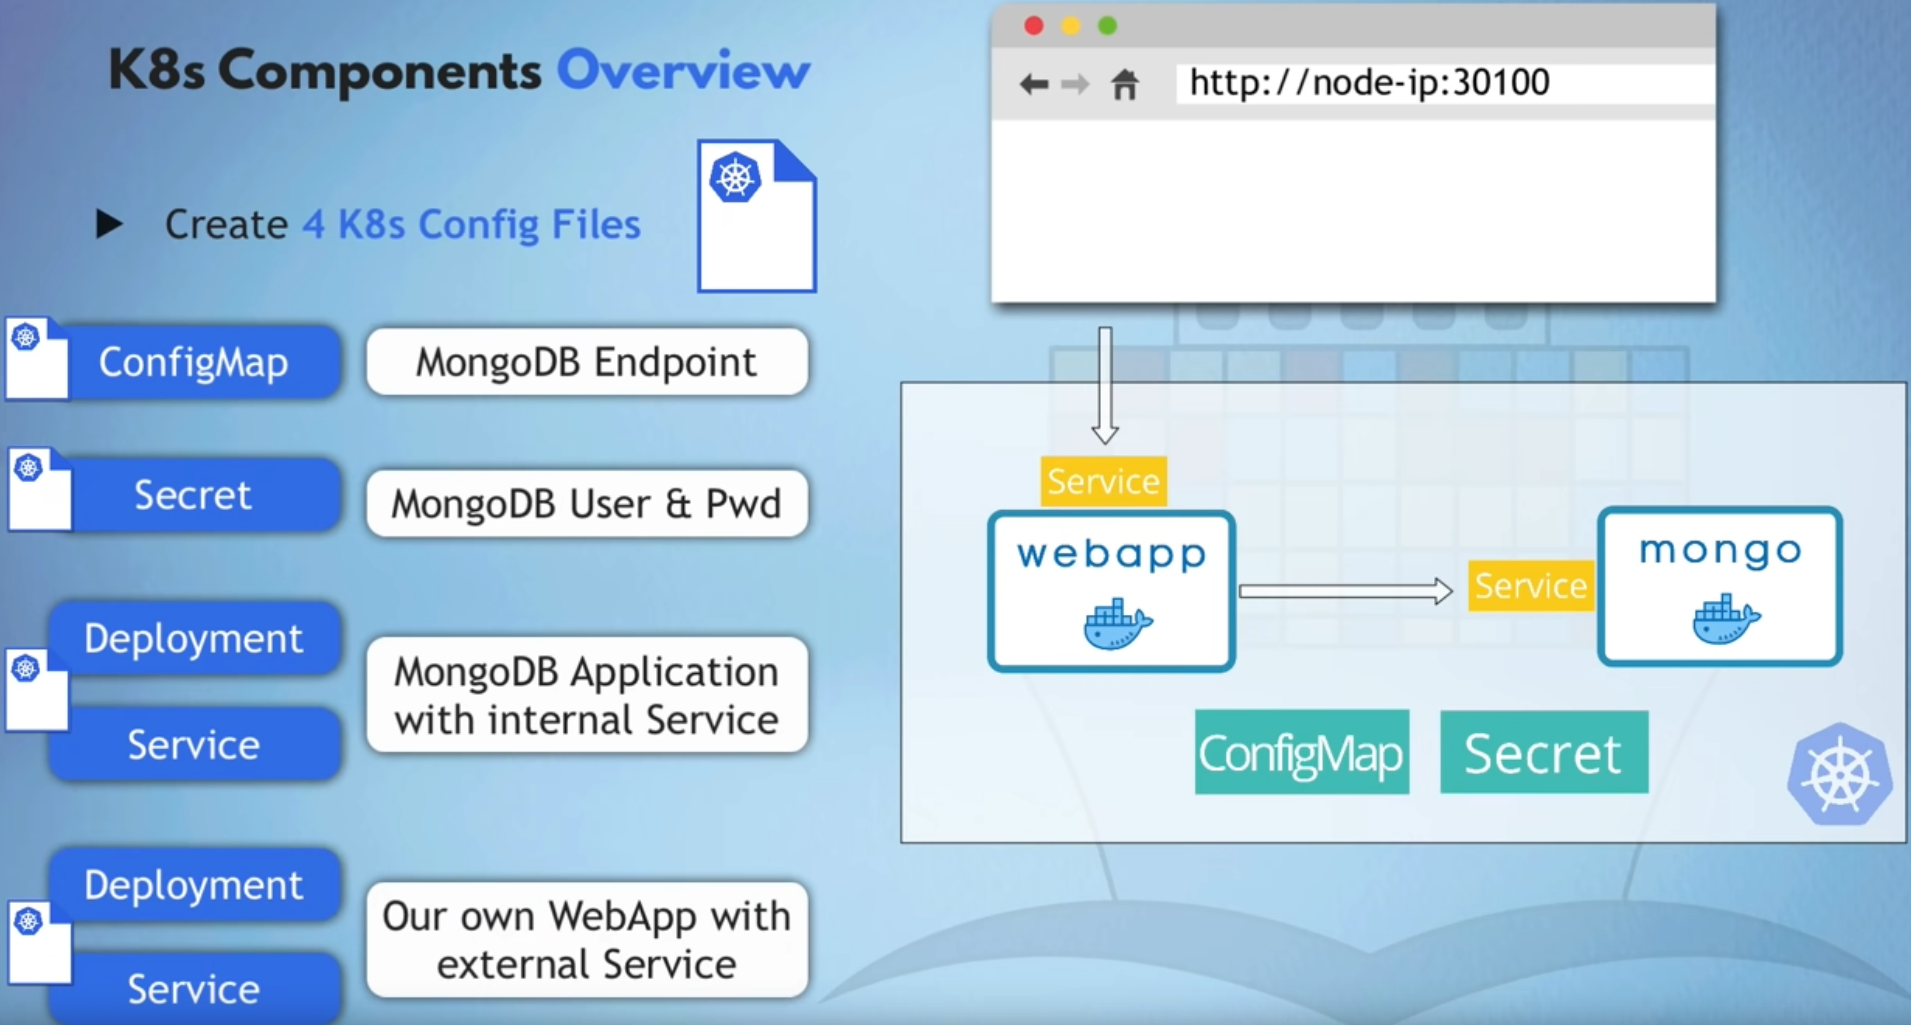 K8s Components Overview
Create 4 K8s Config Files
ConfigMap
MongoDB Endpoint
Secret
MongoDB User & Pwd
Deployment
Service
MongoDB Application
with internal Service
Deployment
Service
Our own WebApp with
external Service
http://node-ip:30100
Service
webapp
Service
mongo
ConfigMap
Secret